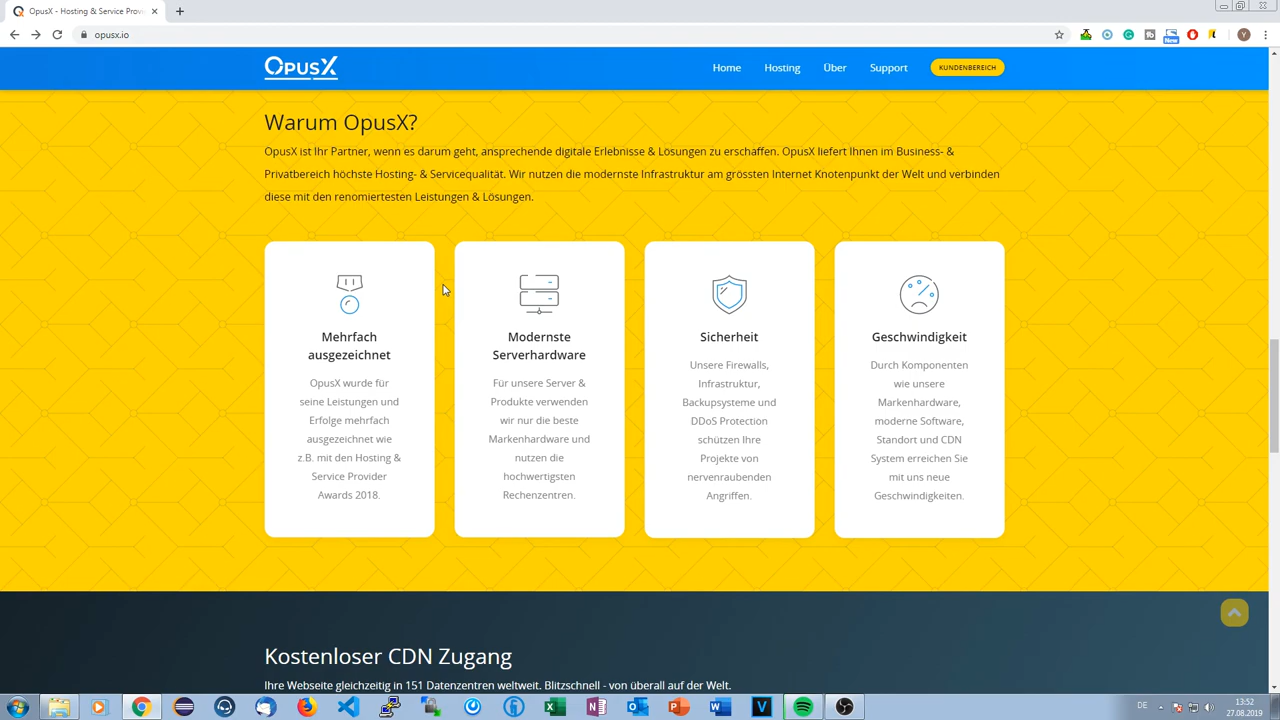 OpusX - Hosting & Service Provi
opusx.io
New
Y
OpusX
Home
Hosting
Über
Support
KUNDENBEREICH
Warum OpusX?
OpusX ist Ihr Partner, wenn es darum geht, ansprechende digitale Erlebnisse & Lösungen zu erschaffen. OpusX liefert Ihnen im Business- &
Privatbereich höchste Hosting- & Servicequalität. Wir nutzen die modernste Infrastruktur am grössten Internet Knotenpunkt der Welt und verbinden
diese mit den renomiertesten Leistungen & Lösungen.
Mehrfach
ausgezeichnet
OpusX wurde für
seine Leistungen und
Erfolge mehrfach
ausgezeichnet wie
z.B. mit den Hosting &
Service Provider
Awards 2018.
Modernste
Serverhardware
Für unsere Server &
Produkte verwenden
wir nur die beste
Markenhardware und
nutzen die
hochwertigsten
Rechenzentren.
Sicherheit
Unsere Firewalls,
Infrastruktur,
Backupsysteme und
DDoS Protection
schützen Ihre
Projekte von
nervenraubenden
Angriffen.
Geschwindigkeit
Durch Komponenten
wie unsere
Markenhardware,
moderne Software,
Standort und CDN
System erreichen Sie
mit uns neue
Geschwindigkeiten.
Kostenloser CDN Zugang
Ihre Webseite gleichzeitig in 151 Datenzentren weltweit. Blitzschnell - von überall auf der Welt.
DE
13:52
27.08.2019